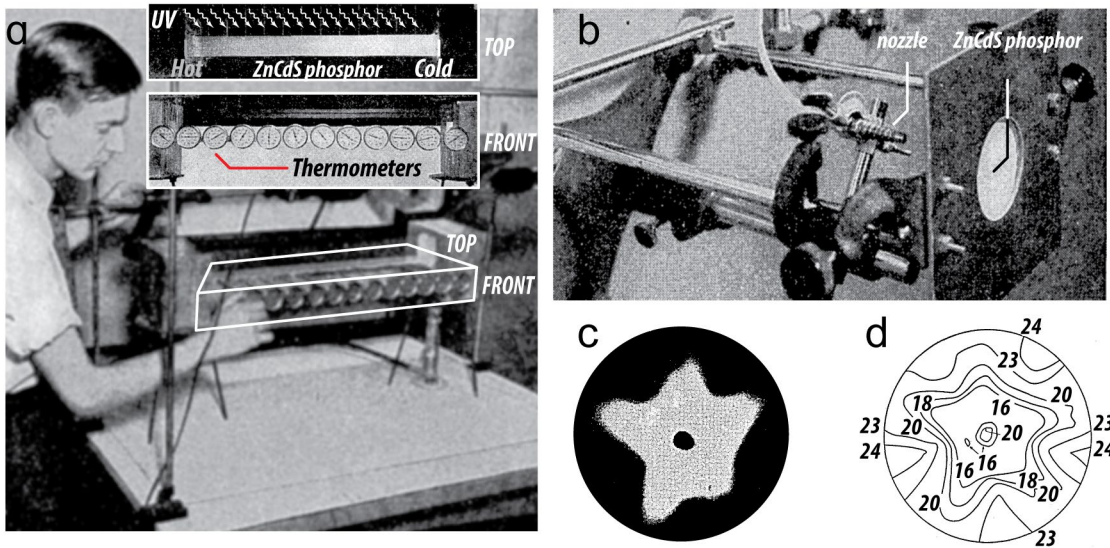 a
UV
TOP
Hot ZnCdS phosphor Cold
FRONT
Thermometers
TOP
FRONT
b
nozzle ZnCdS phosphor
c
d
24
23
20
18 16
20
23
24
20
16
16
18
20
23
24
20
23